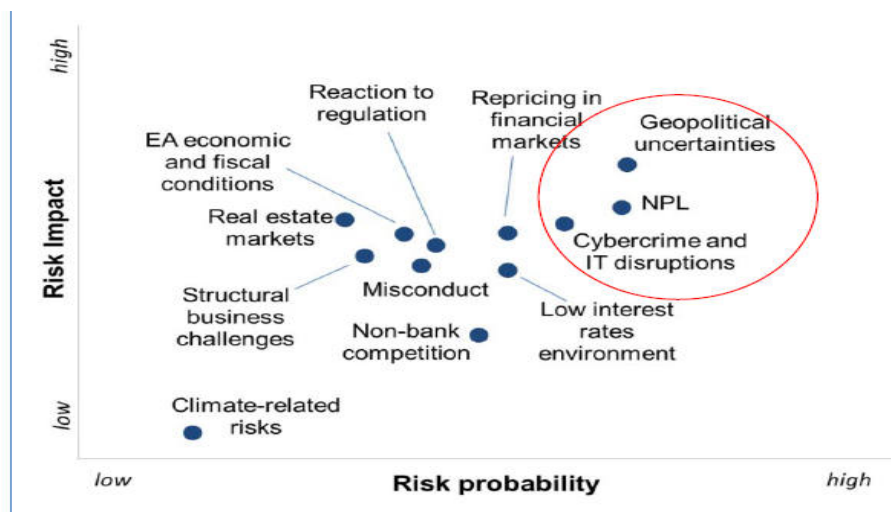 high
Risk Impact
low
Reaction to
regulation
Repricing in
financial
markets
Geopolitical
uncertainties
EA economic
and fiscal
conditions
Real estate
markets
NPL
Cybercrime and
IT disruptions
Structural
business
challenges
Misconduct
Non-bank
competition
Low interest
rates
environment
Climate-related
risks
low
Risk probability
high